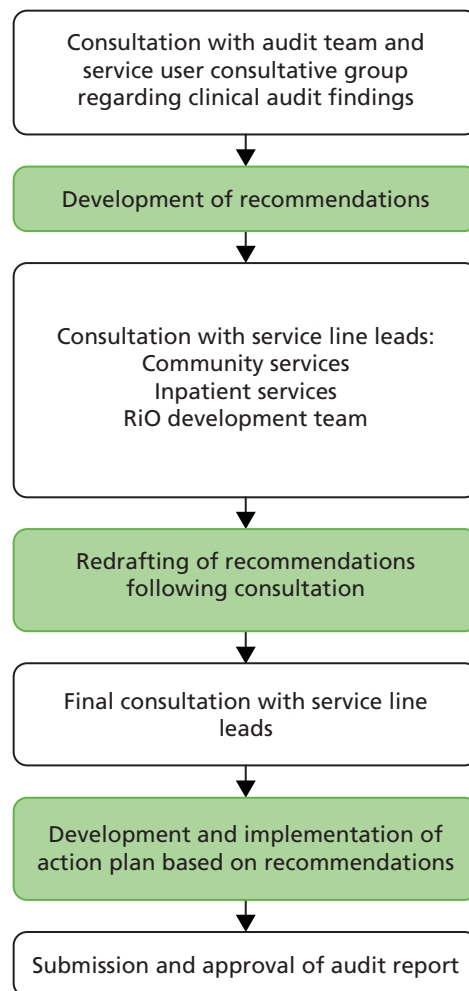 Consultation with audit team and
service user consultative group
regarding clinical audit findings
Development of recommendations
Consultation with service line leads:
Community services
Inpatient services
RiO development team
Redrafting of recommendations
following consultation
Final consultation with service line
leads
Development and implementation of
action plan based on recommendations
Submission and approval of audit report